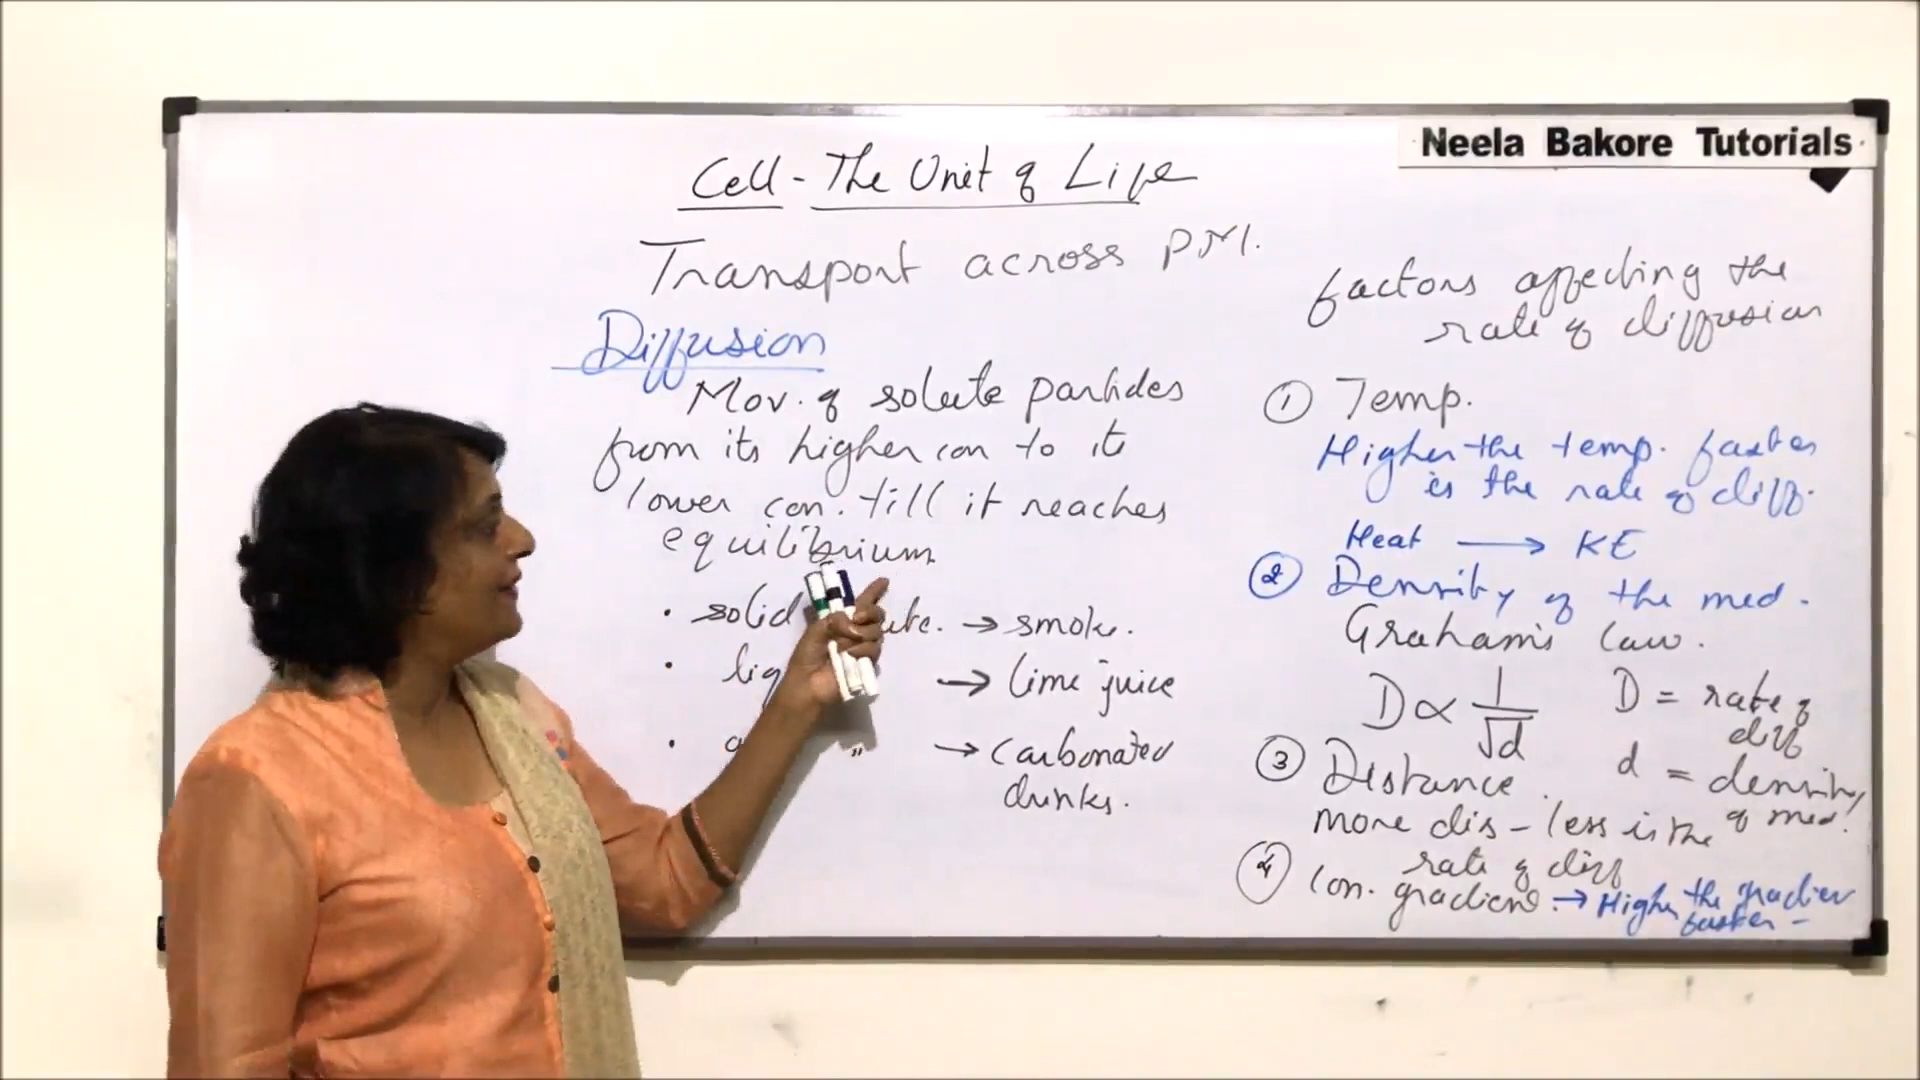 Neela Bakore Tutorials
Cell - The Unit of Life
Transport across P.M.
Diffusion
Mov. of solute particles
from its higher con to its
lower con. till it reaches
equilibrium.
• solid → smoke.
• → lime juice
• " → carbonated
drinks.
factors affecting the
rate of diffusion
① Temp.
Higher the temp. faster
is the rate of diff.
Heat → KE
② Density of the med.
Graham's law.
D ∝ 1/√d
D = rate of
diff
d = density
of med.
③ Distance.
more dis - less is the
rate of diff
④ Con. gradient → Higher the gradient
faster -